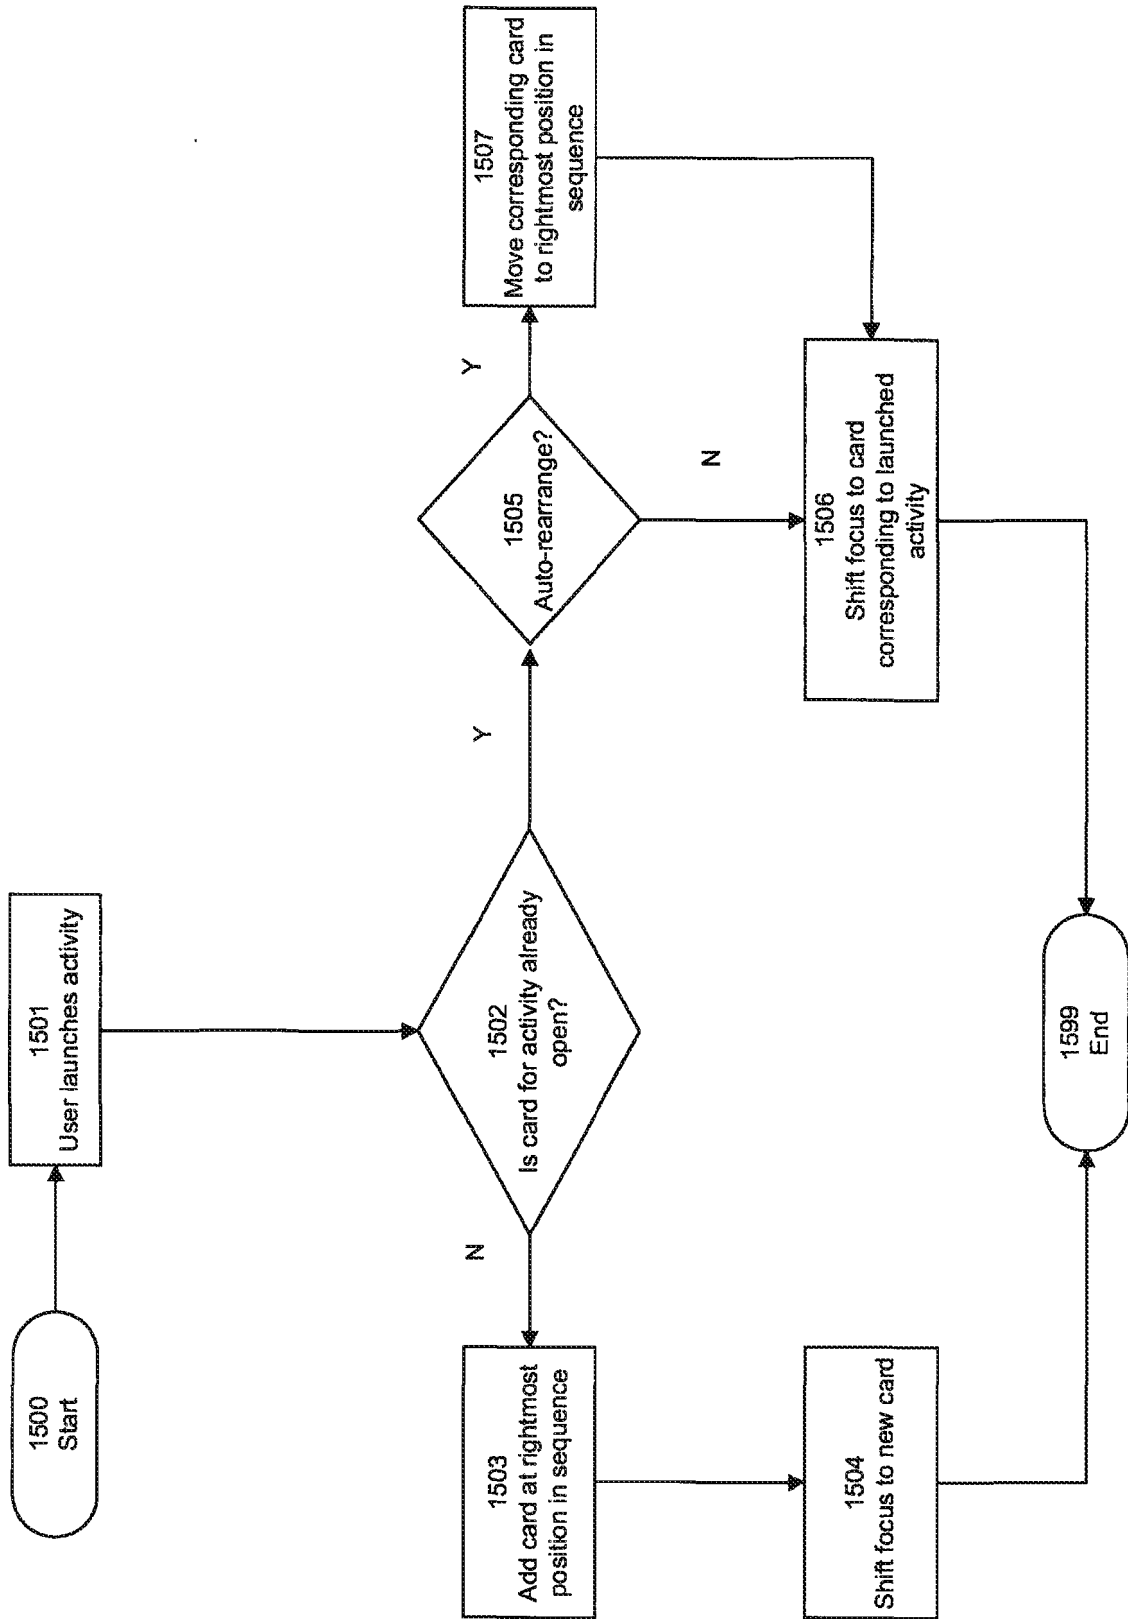 1500
Start
1501
User launches activity
1502
Is card for activity already
open?
N
Y
1503
Add card at rightmost
position in sequence
1504
Shift focus to new card
1505
Auto-rearrange?
Y
N
1507
Move corresponding card
to rightmost position in
sequence
1506
Shift focus to card
corresponding to launched
activity
1599
End